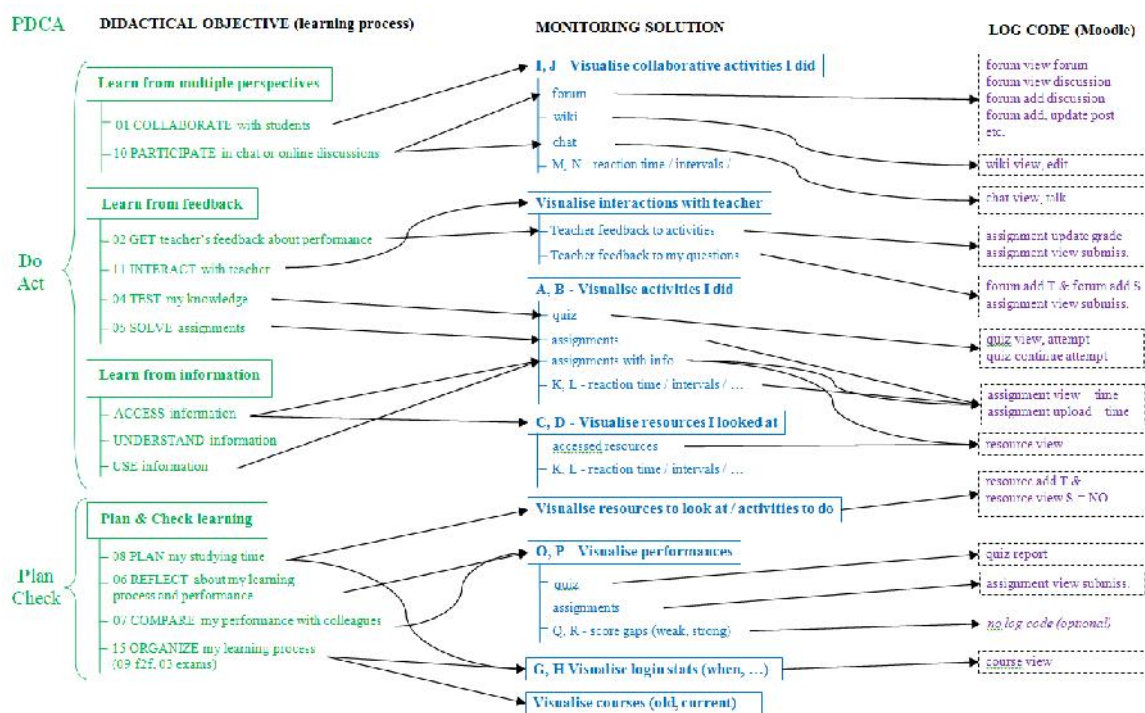 PDCA
DIDACTICAL OBJECTIVE (learning process)
MONITORING SOLUTION
LOG CODE (Moodle)
Do
Act
Learn from multiple perspectives
01 COLLABORATE with students
10 PARTICIPATE in chat or online discussions
Learn from feedback
02 GET teacher's feedback about performance
11 INTERACT with teacher
04 TEST my knowledge
05 SOLVE assignments
Learn from information
ACCESS information
UNDERSTAND information
USE information
Plan
Check
Plan & Check learning
08 PLAN my studying time
06 REFLECT about my learning
process and performance
07 COMPARE my performance with colleagues
15 ORGANIZE my learning process
(09 f2f, 03 exams)
I, J – Visualise collaborative activities I did
forum
wiki
chat
M, N - reaction time / intervals /
Visualise interactions with teacher
Teacher feedback to activities
Teacher feedback to my questions
A, B - Visualise activities I did
quiz
assignments
assignments with info
K, L - reaction time / intervals / …
C, D - Visualise resources I looked at
accessed resources
K, L - reaction time / intervals / …
Visualise resources to look at / activities to do
O, P – Visualise performances
quiz
assignments
Q, R - score gaps (weak, strong)
G, H Visualise login stats (when, …)
Visualise courses (old, current)
forum view forum
forum view discussion
forum add discussion
forum add, update post
etc.
wiki view, edit
chat view, talk
assignment update grade
assignment view submiss.
forum add T & forum add S
assignment view submiss.
quiz view, attempt
quiz continue attempt
assignment view – time
assignment upload – time
resource view
resource add T &
resource view S = NO
quiz report
assignment view submiss.
no log code (optional)
course view